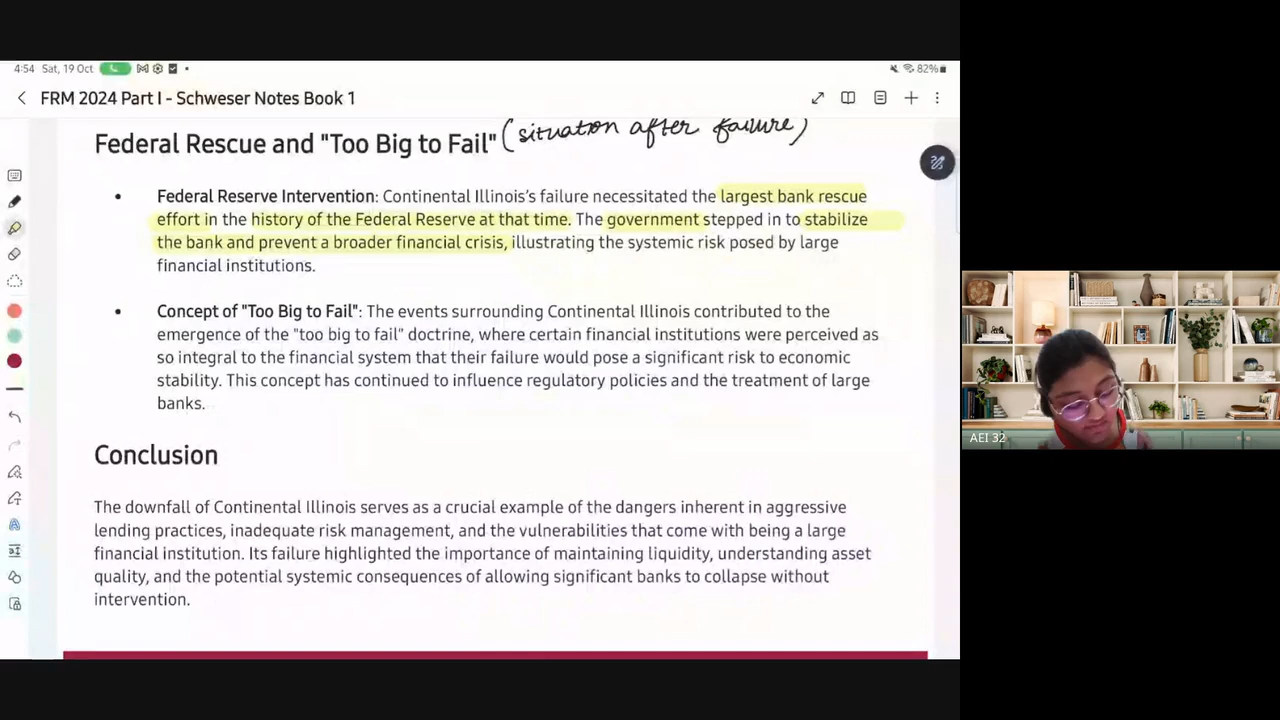 4:54 Sat, 19 Oct 82%
FRM 2024 Part I - Schweser Notes Book 1
Federal Rescue and "Too Big to Fail" (situation after failure)
• Federal Reserve Intervention: Continental Illinois's failure necessitated the largest bank rescue
effort in the history of the Federal Reserve at that time. The government stepped in to stabilize
the bank and prevent a broader financial crisis, illustrating the systemic risk posed by large
financial institutions.
• Concept of "Too Big to Fail": The events surrounding Continental Illinois contributed to the
emergence of the "too big to fail" doctrine, where certain financial institutions were perceived as
so integral to the financial system that their failure would pose a significant risk to economic
stability. This concept has continued to influence regulatory policies and the treatment of large
banks.
Conclusion
The downfall of Continental Illinois serves as a crucial example of the dangers inherent in aggressive
lending practices, inadequate risk management, and the vulnerabilities that come with being a large
financial institution. Its failure highlighted the importance of maintaining liquidity, understanding asset
quality, and the potential systemic consequences of allowing significant banks to collapse without
intervention.
AEI 32